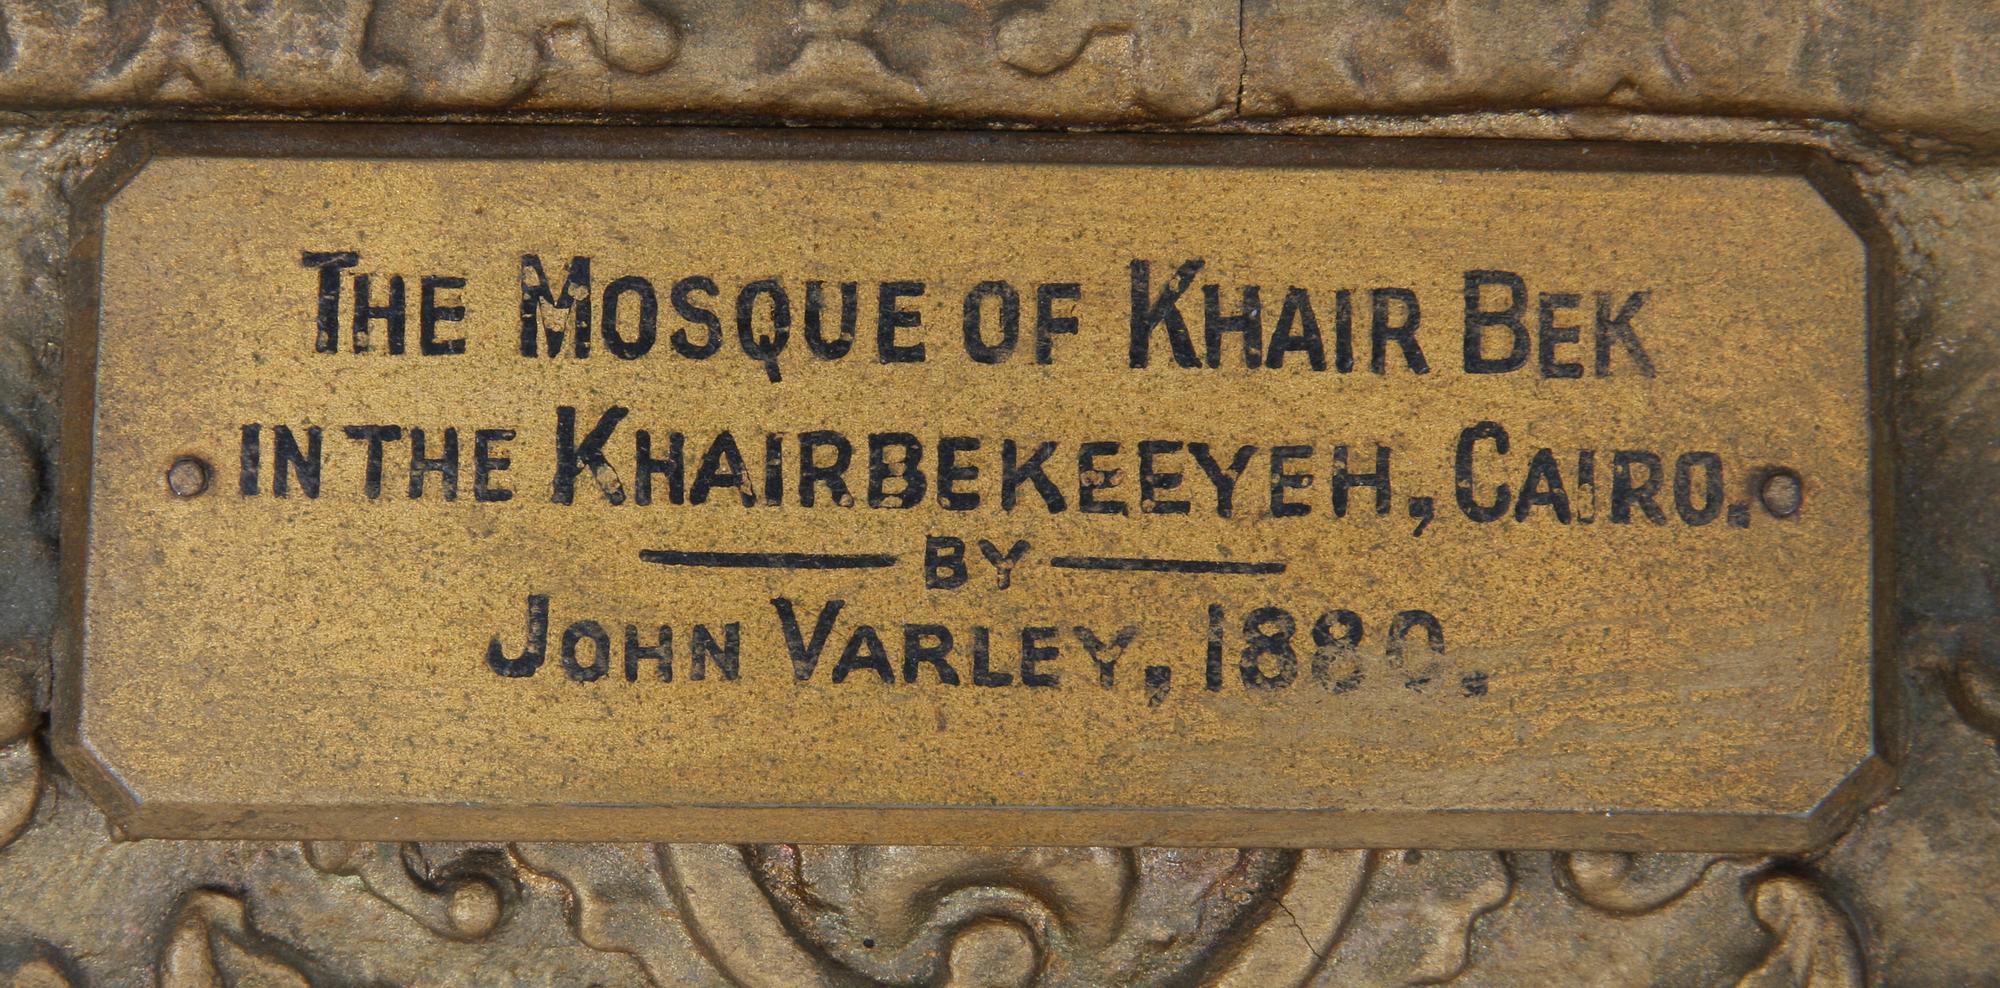 THE MOSQUE OF KHAIR BEK
IN THE KHAIRBEKEEYEH, CAIRO.
BY
JOHN VARLEY, 1880.